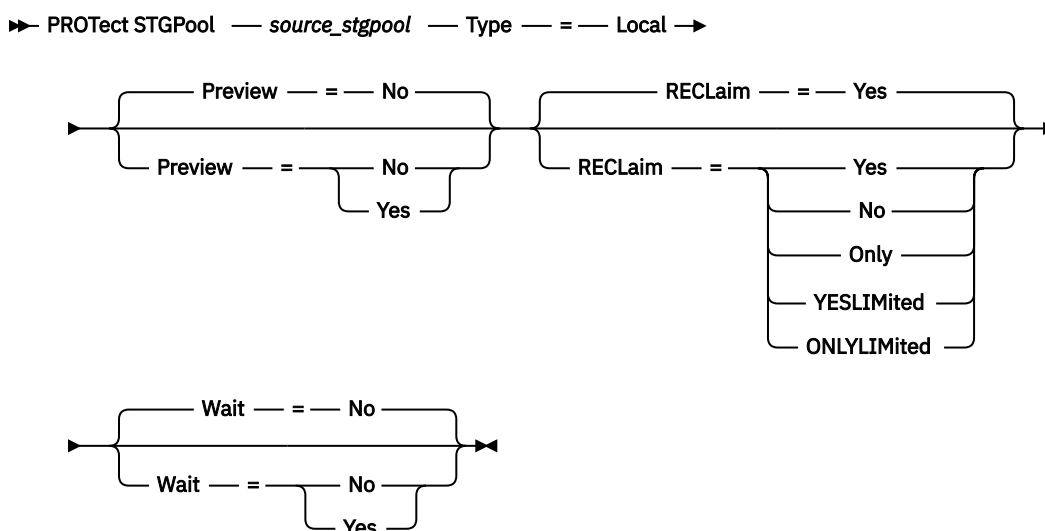 PROTect STGPool — source_stgpool — Type — = — Local
Preview — = — No RECLaim — = — Yes
Preview — = No RECLaim — = Yes
Yes No
Only
YESLIMited
ONLYLIMited
Wait — = — No
Wait — = No
Yes